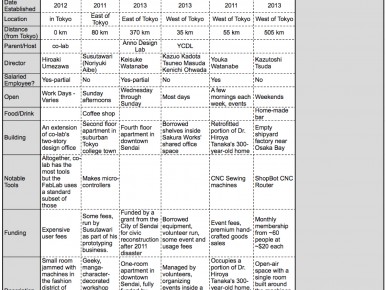 Date Established 2012 2011 2013 2013 2011 2013
Location in Tokyo East of Tokyo East of Tokyo West of Tokyo West of Tokyo West of Tokyo
Distance (from Tokyo) 0 km 80 km 370 km 35 km 55 km 505 km
Parent/Host co-lab Anno Design Lab YCDL
Director Hiroaki Umezawa Susutawari (Noriyuki Aibe) Keisuke Watanabe Kazuo Kadota Tsuneo Mesuda Kenichi Ohwada Youka Watanabe Kazutoshi Tsuda
Salaried Employee? Yes-partial No Yes-partial No Yes No
Open Work Days - Varies Sunday afternoons Wednesday through Sunday Most days A few mornings each week, events Weekends
Food/Drink Coffee shop Home-made bar
Building An extension of co-lab's two-story design office Second floor apartment in suburban Tokyo college town Fourth floor apartment in downtown Sendai Borrowed shelves inside Sakura Works' shared office space Retrofitted portion of Dr. Hiroya Tanaka's 300-year-old home Empty shipyard factory near Osaka Bay
Notable Tools Altogether, co-lab has most tools but the FabLab uses a standard subset of those Makes micro-controllers CNC Sewing machines ShopBot CNC Router
Funding Expensive user fees Some fees, run by Susutawari as part of his prototyping business. Funded by a grant from the City of Sendai for civic reconstruction after 2011 disaster Borrowed equipment, volunteer run, some event and usage fees Event fees, premium hand-crafted goods sales Monthly membership from ~60 people at ~$20 each
Small room jammed with machines in the fashion district of Geeky, manga-character-decorated workshop One-room apartment in downtown Sendai, fully Managed by volunteers, organizing events inside a Occupies a portion of Dr. Hiroya Tanaka's 300- Open-air space with a single room built around